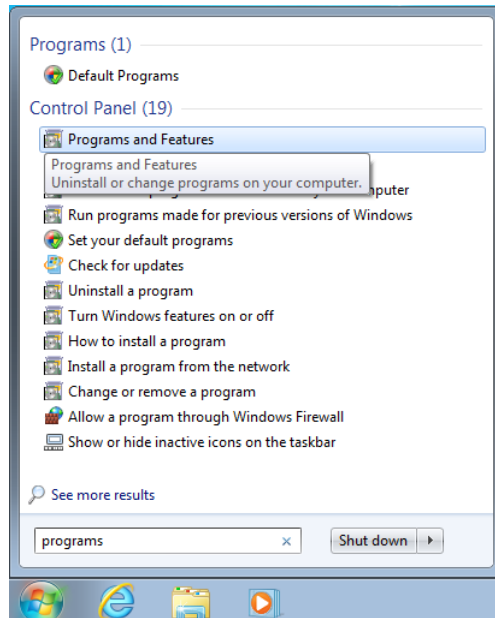 Programs (1)
Default Programs
Control Panel (19)
Programs and Features
Programs and Features
Uninstall or change programs on your computer.
Run programs made for previous versions of Windows
Set your default programs
Check for updates
Uninstall a program
Turn Windows features on or off
How to install a program
Install a program from the network
Change or remove a program
Allow a program through Windows Firewall
Show or hide inactive icons on the taskbar
See more results
programs
Shut down